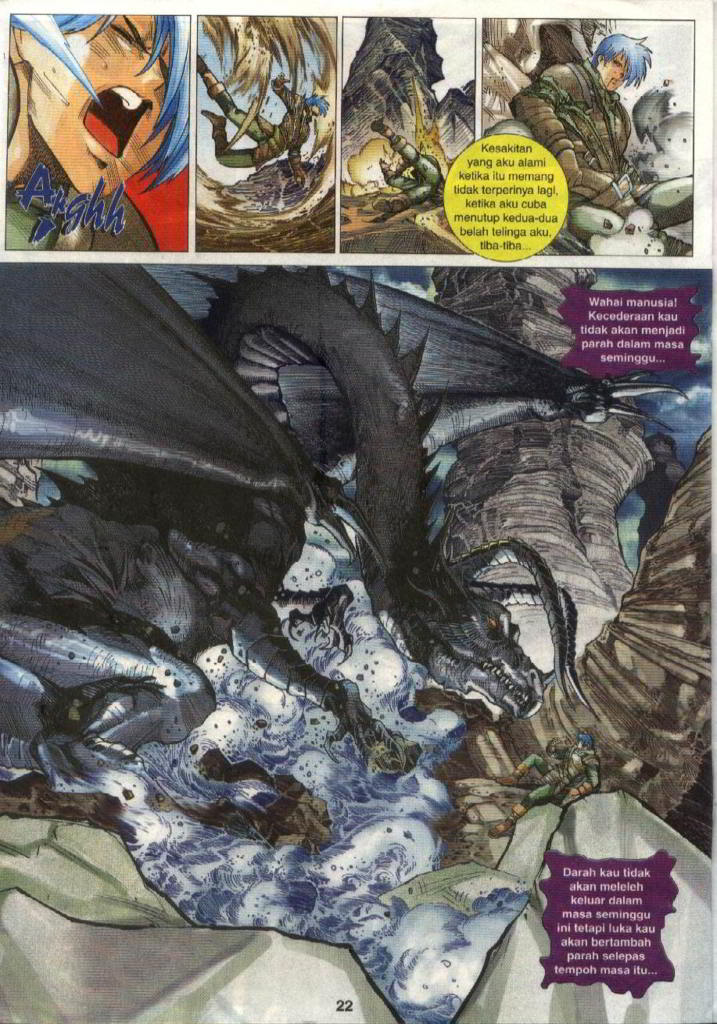 Arghh
Kesakitan
yang aku alami
ketika itu memang
tidak terperinya lagi,
ketika aku cuba
menutup kedua-dua
belah telinga aku,
tiba-tiba...
Wahai manusia!
Kecederaan kau
tidak akan menjadi
parah dalam masa
seminggu...
Darah kau tidak
akan meleleh
keluar dalam
masa seminggu
ini tetapi luka kau
akan bertambah
parah selepas
tempoh masa itu...
22